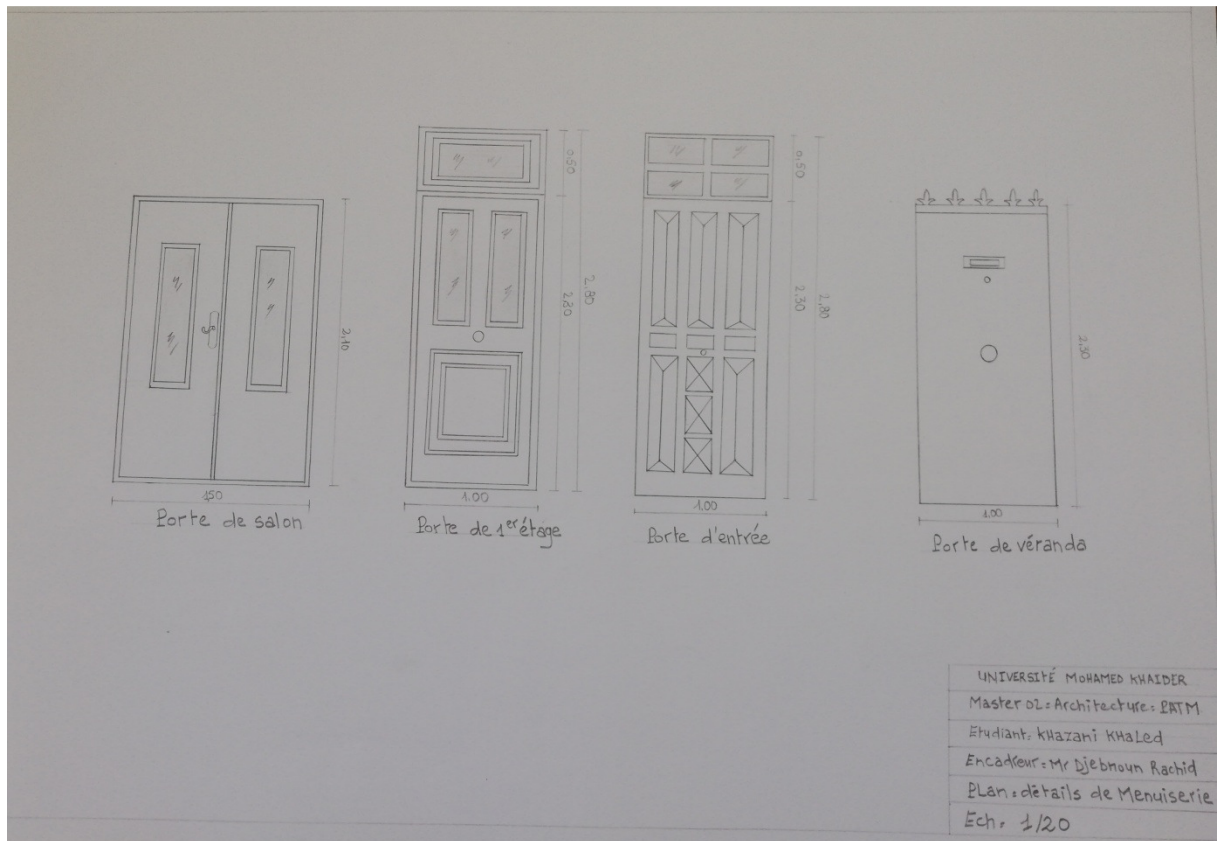 2,10
150
Porte de salon
0.50
2,20
2,80
1.00
Porte de 1er étage
0.50
2,30
2,80
1.00
Porte d'entrée
2,30
1.00
Porte de véranda
UNIVERSITÉ MOHAMED KHAIDER
Master 02: Architecture: PATM
Etudiant: KHazani KHaLed
Encadreur: Mr Djebnoun Rachid
PLan: détails de Menuiserie
Ech: 1/20